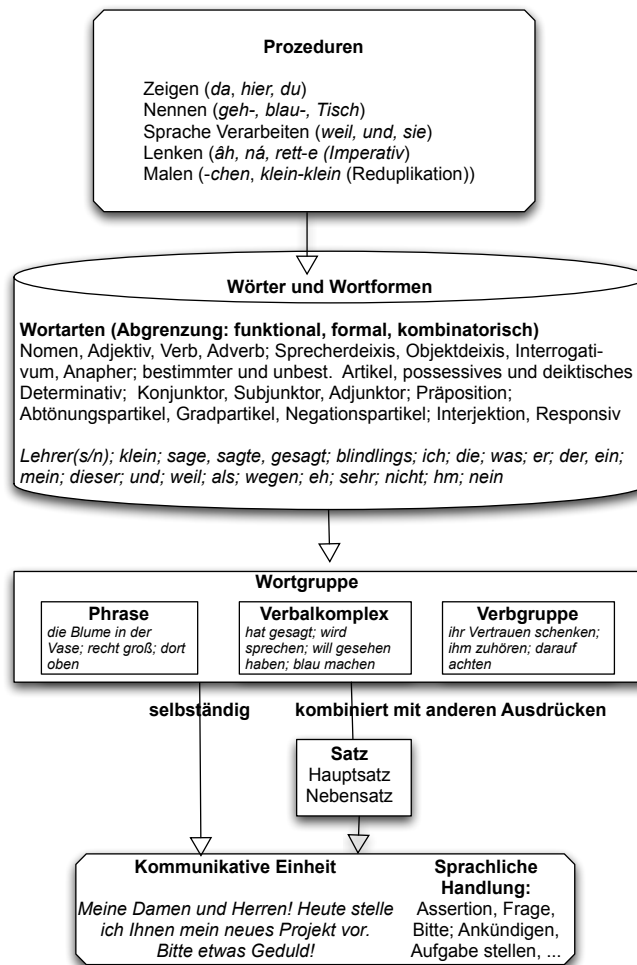 Prozeduren
Zeigen (da, hier, du)
Nennen (geh-, blau-, Tisch)
Sprache Verarbeiten (weil, und, sie)
Lenken (âh, ná, rett-e (Imperativ)
Malen (-chen, klein-klein (Reduplikation))
Wörter und Wortformen
Wortarten (Abgrenzung: funktional, formal, kombinatorisch)
Nomen, Adjektiv, Verb, Adverb; Sprecherdeixis, Objektdeixis, Interrogati-
vum, Anapher; bestimmter und unbest. Artikel, possessives und deiktisches
Determinativ; Konjunktor, Subjunktor, Adjunktor; Präposition;
Abtönungspartikel, Gradpartikel, Negationspartikel; Interjektion, Responsiv
Lehrer(s/n); klein; sage, sagte, gesagt; blindlings; ich; die; was; er; der, ein;
mein; dieser; und; weil; als; wegen; eh; sehr; nicht; hm; nein
Wortgruppe
Phrase
die Blume in der
Vase; recht groß; dort
oben
Verbalkomplex
hat gesagt; wird
sprechen; will gesehen
haben; blau machen
Verbgruppe
ihr Vertrauen schenken;
ihm zuhören; darauf
achten
selbständig
kombiniert mit anderen Ausdrücken
Satz
Hauptsatz
Nebensatz
Kommunikative Einheit
Meine Damen und Herren! Heute stelle
ich Ihnen mein neues Projekt vor.
Bitte etwas Geduld!
Sprachliche
Handlung:
Assertion, Frage,
Bitte; Ankündigen,
Aufgabe stellen, ...